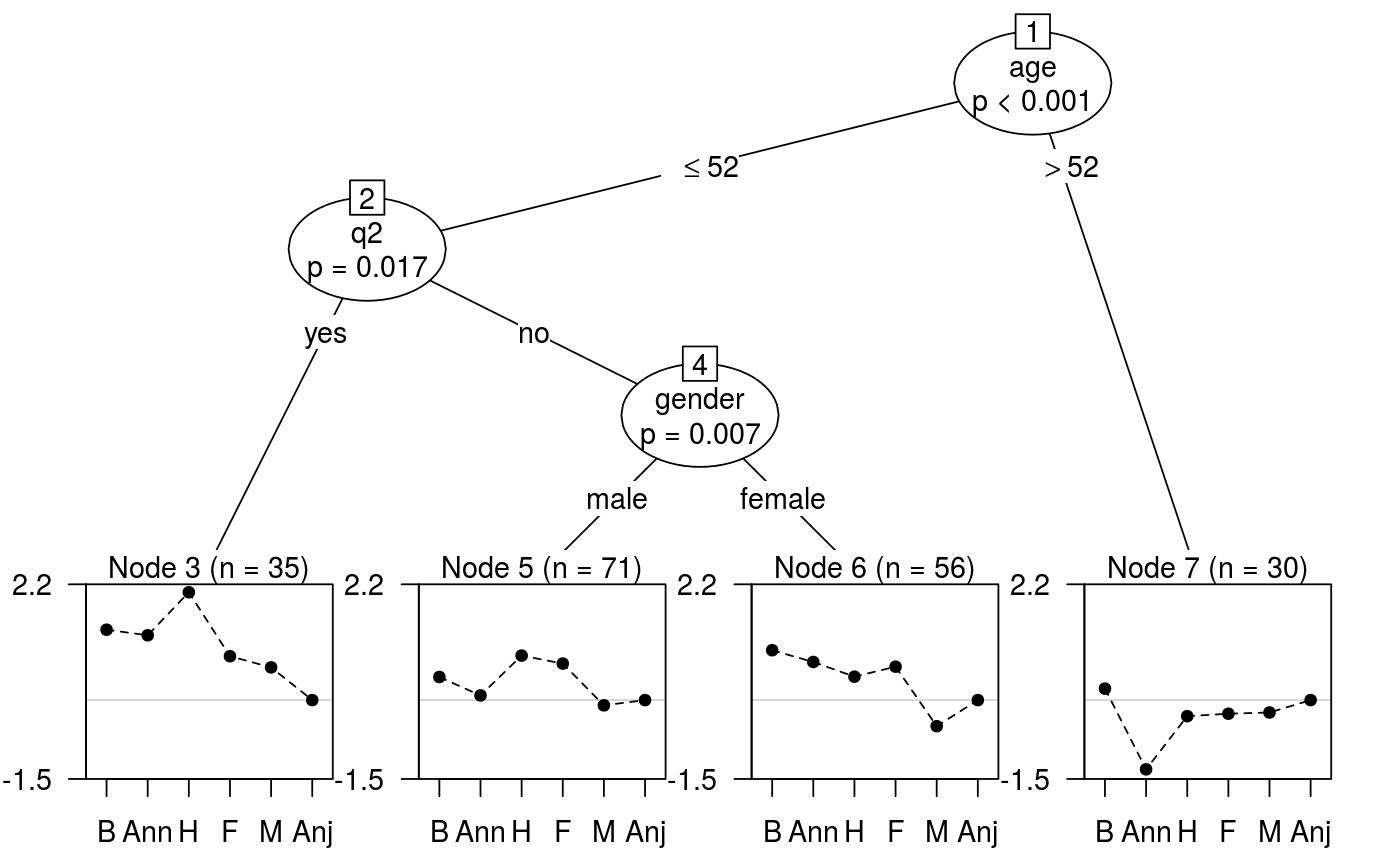 1
age
p < 0.001
≤ 52
> 52
2
q2
p = 0.017
yes
no
4
gender
p = 0.007
male
female
Node 3 (n = 35)
2.2
-1.5
B Ann H F M Anj
Node 5 (n = 71)
2.2
-1.5
B Ann H F M Anj
Node 6 (n = 56)
2.2
-1.5
B Ann H F M Anj
Node 7 (n = 30)
2.2
-1.5
B Ann H F M Anj